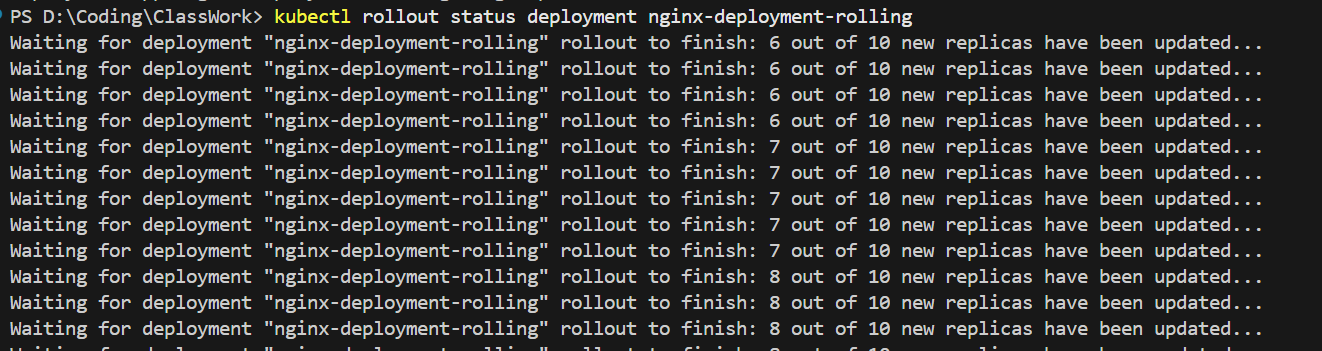 PS D:\Coding\ClassWork> kubectl rollout status deployment nginx-deployment-rolling
Waiting for deployment "nginx-deployment-rolling" rollout to finish: 6 out of 10 new replicas have been updated...
Waiting for deployment "nginx-deployment-rolling" rollout to finish: 6 out of 10 new replicas have been updated...
Waiting for deployment "nginx-deployment-rolling" rollout to finish: 6 out of 10 new replicas have been updated...
Waiting for deployment "nginx-deployment-rolling" rollout to finish: 6 out of 10 new replicas have been updated...
Waiting for deployment "nginx-deployment-rolling" rollout to finish: 7 out of 10 new replicas have been updated...
Waiting for deployment "nginx-deployment-rolling" rollout to finish: 7 out of 10 new replicas have been updated...
Waiting for deployment "nginx-deployment-rolling" rollout to finish: 7 out of 10 new replicas have been updated...
Waiting for deployment "nginx-deployment-rolling" rollout to finish: 7 out of 10 new replicas have been updated...
Waiting for deployment "nginx-deployment-rolling" rollout to finish: 7 out of 10 new replicas have been updated...
Waiting for deployment "nginx-deployment-rolling" rollout to finish: 8 out of 10 new replicas have been updated...
Waiting for deployment "nginx-deployment-rolling" rollout to finish: 8 out of 10 new replicas have been updated...
Waiting for deployment "nginx-deployment-rolling" rollout to finish: 8 out of 10 new replicas have been updated...